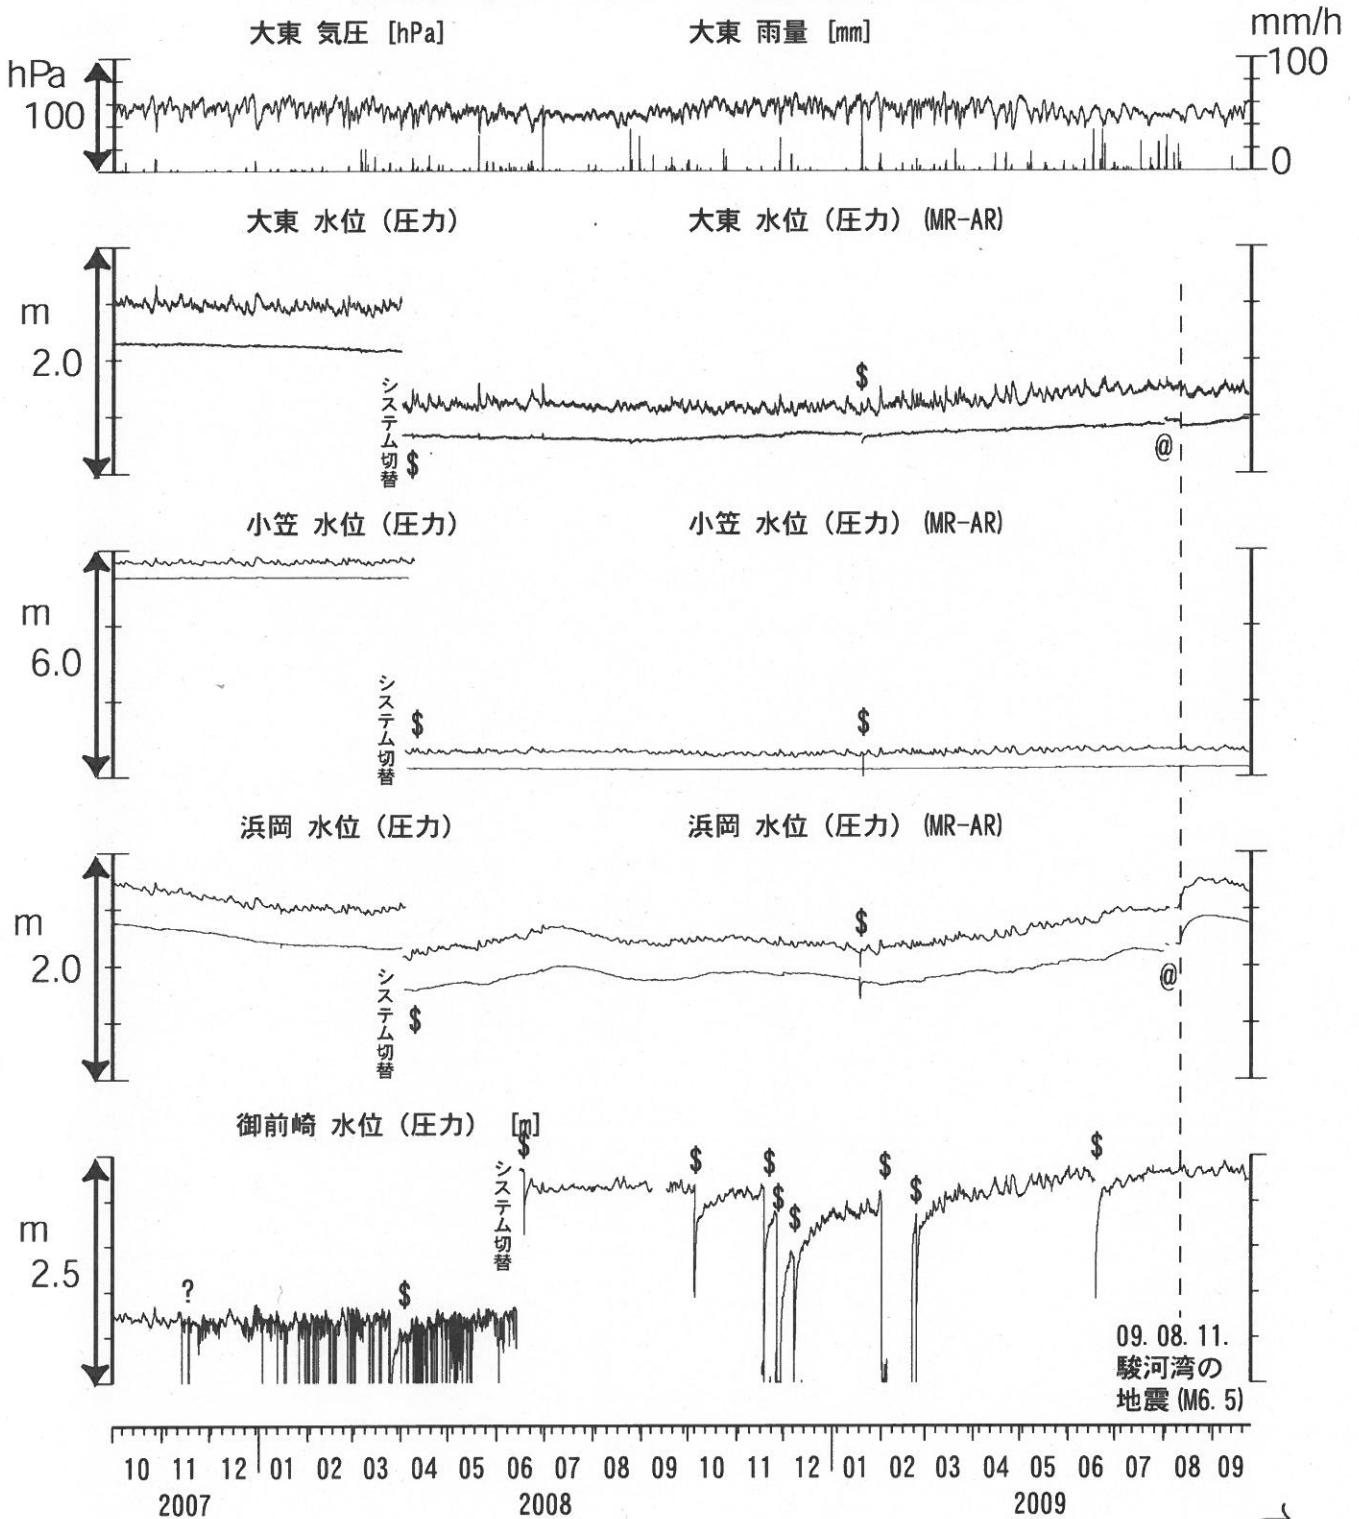 大東 気圧 [hPa] 大東 雨量 [mm] mm/h
hPa 100
100 0
大東 水位（圧力） 大東 水位（圧力）(MR-AR)
m
2.0
システム切替
$ $ @
小笠 水位（圧力） 小笠 水位（圧力）(MR-AR)
m
6.0
システム切替
$ $
浜岡 水位（圧力） 浜岡 水位（圧力）(MR-AR)
m
2.0
システム切替
$ $ @
御前崎 水位（圧力） [m]
m
2.5
システム切替
? $ $ $ $ $ $ $ $ $
09.08.11.
駿河湾の
地震(M6.5)
10 11 12 01 02 03 04 05 06 07 08 09 10 11 12 01 02 03 04 05 06 07 08 09
2007 2008 2009